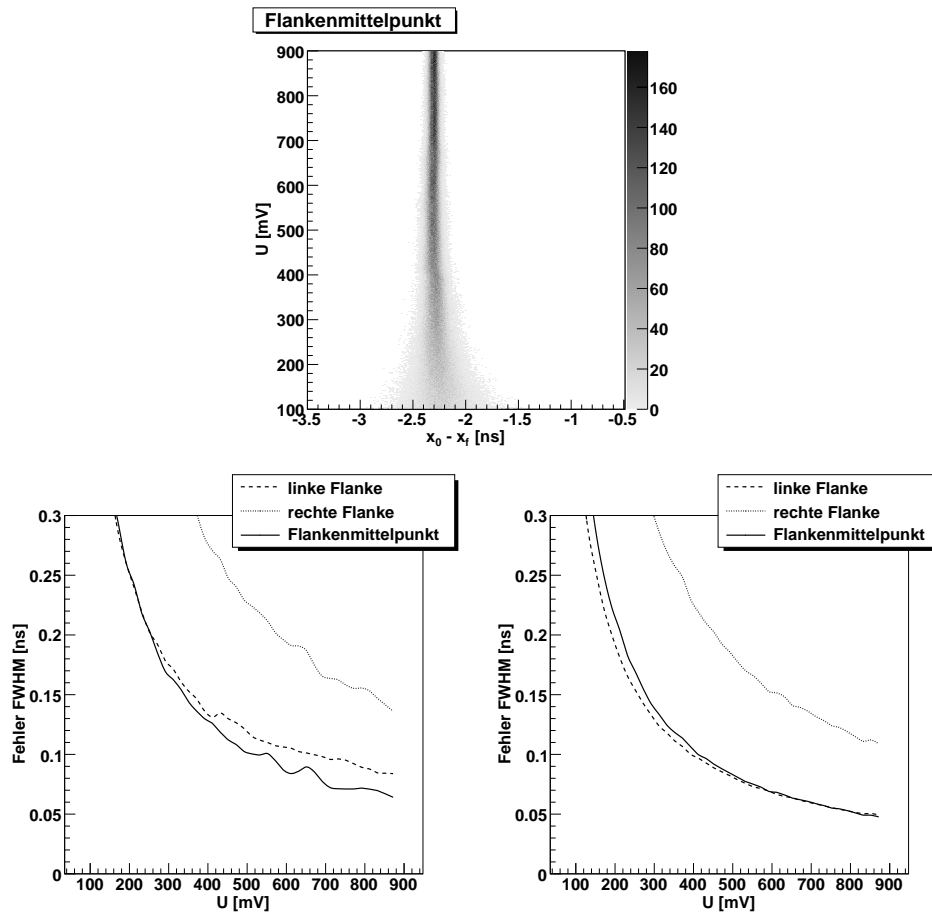 Flankenmittelpunkt
900
800
700
600
500
400
300
200
100
U [mV]
-3.5 -3 -2.5 -2 -1.5 -1 -0.5
x₀ - x_f [ns]
160
140
120
100
80
60
40
20
0
linke Flanke
rechte Flanke
Flankenmittelpunkt
0.3
0.25
0.2
0.15
0.1
0.05
0
Fehler FWHM [ns]
100 200 300 400 500 600 700 800 900
U [mV]
linke Flanke
rechte Flanke
Flankenmittelpunkt
0.3
0.25
0.2
0.15
0.1
0.05
0
Fehler FWHM [ns]
100 200 300 400 500 600 700 800 900
U [mV]